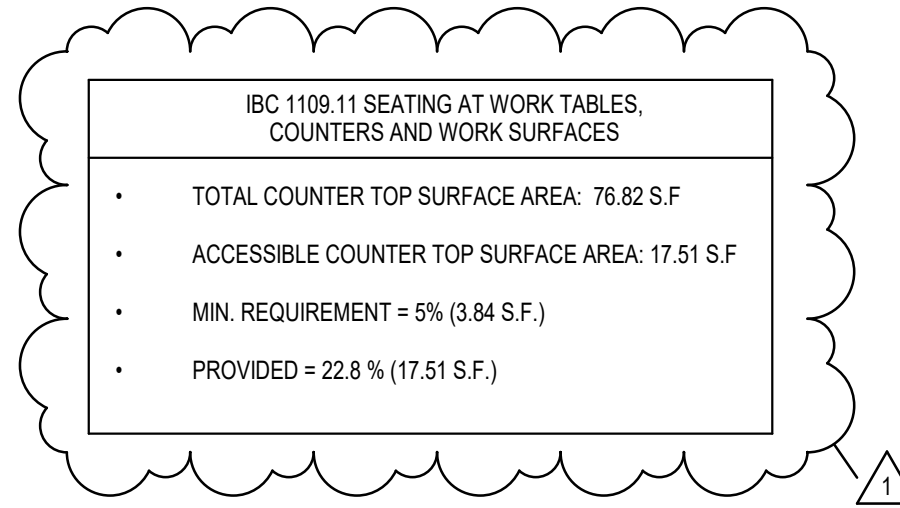 IBC 1109.11 SEATING AT WORK TABLES,
COUNTERS AND WORK SURFACES
• TOTAL COUNTER TOP SURFACE AREA: 76.82 S.F
• ACCESSIBLE COUNTER TOP SURFACE AREA: 17.51 S.F
• MIN. REQUIREMENT = 5% (3.84 S.F.)
• PROVIDED = 22.8 % (17.51 S.F.)
1